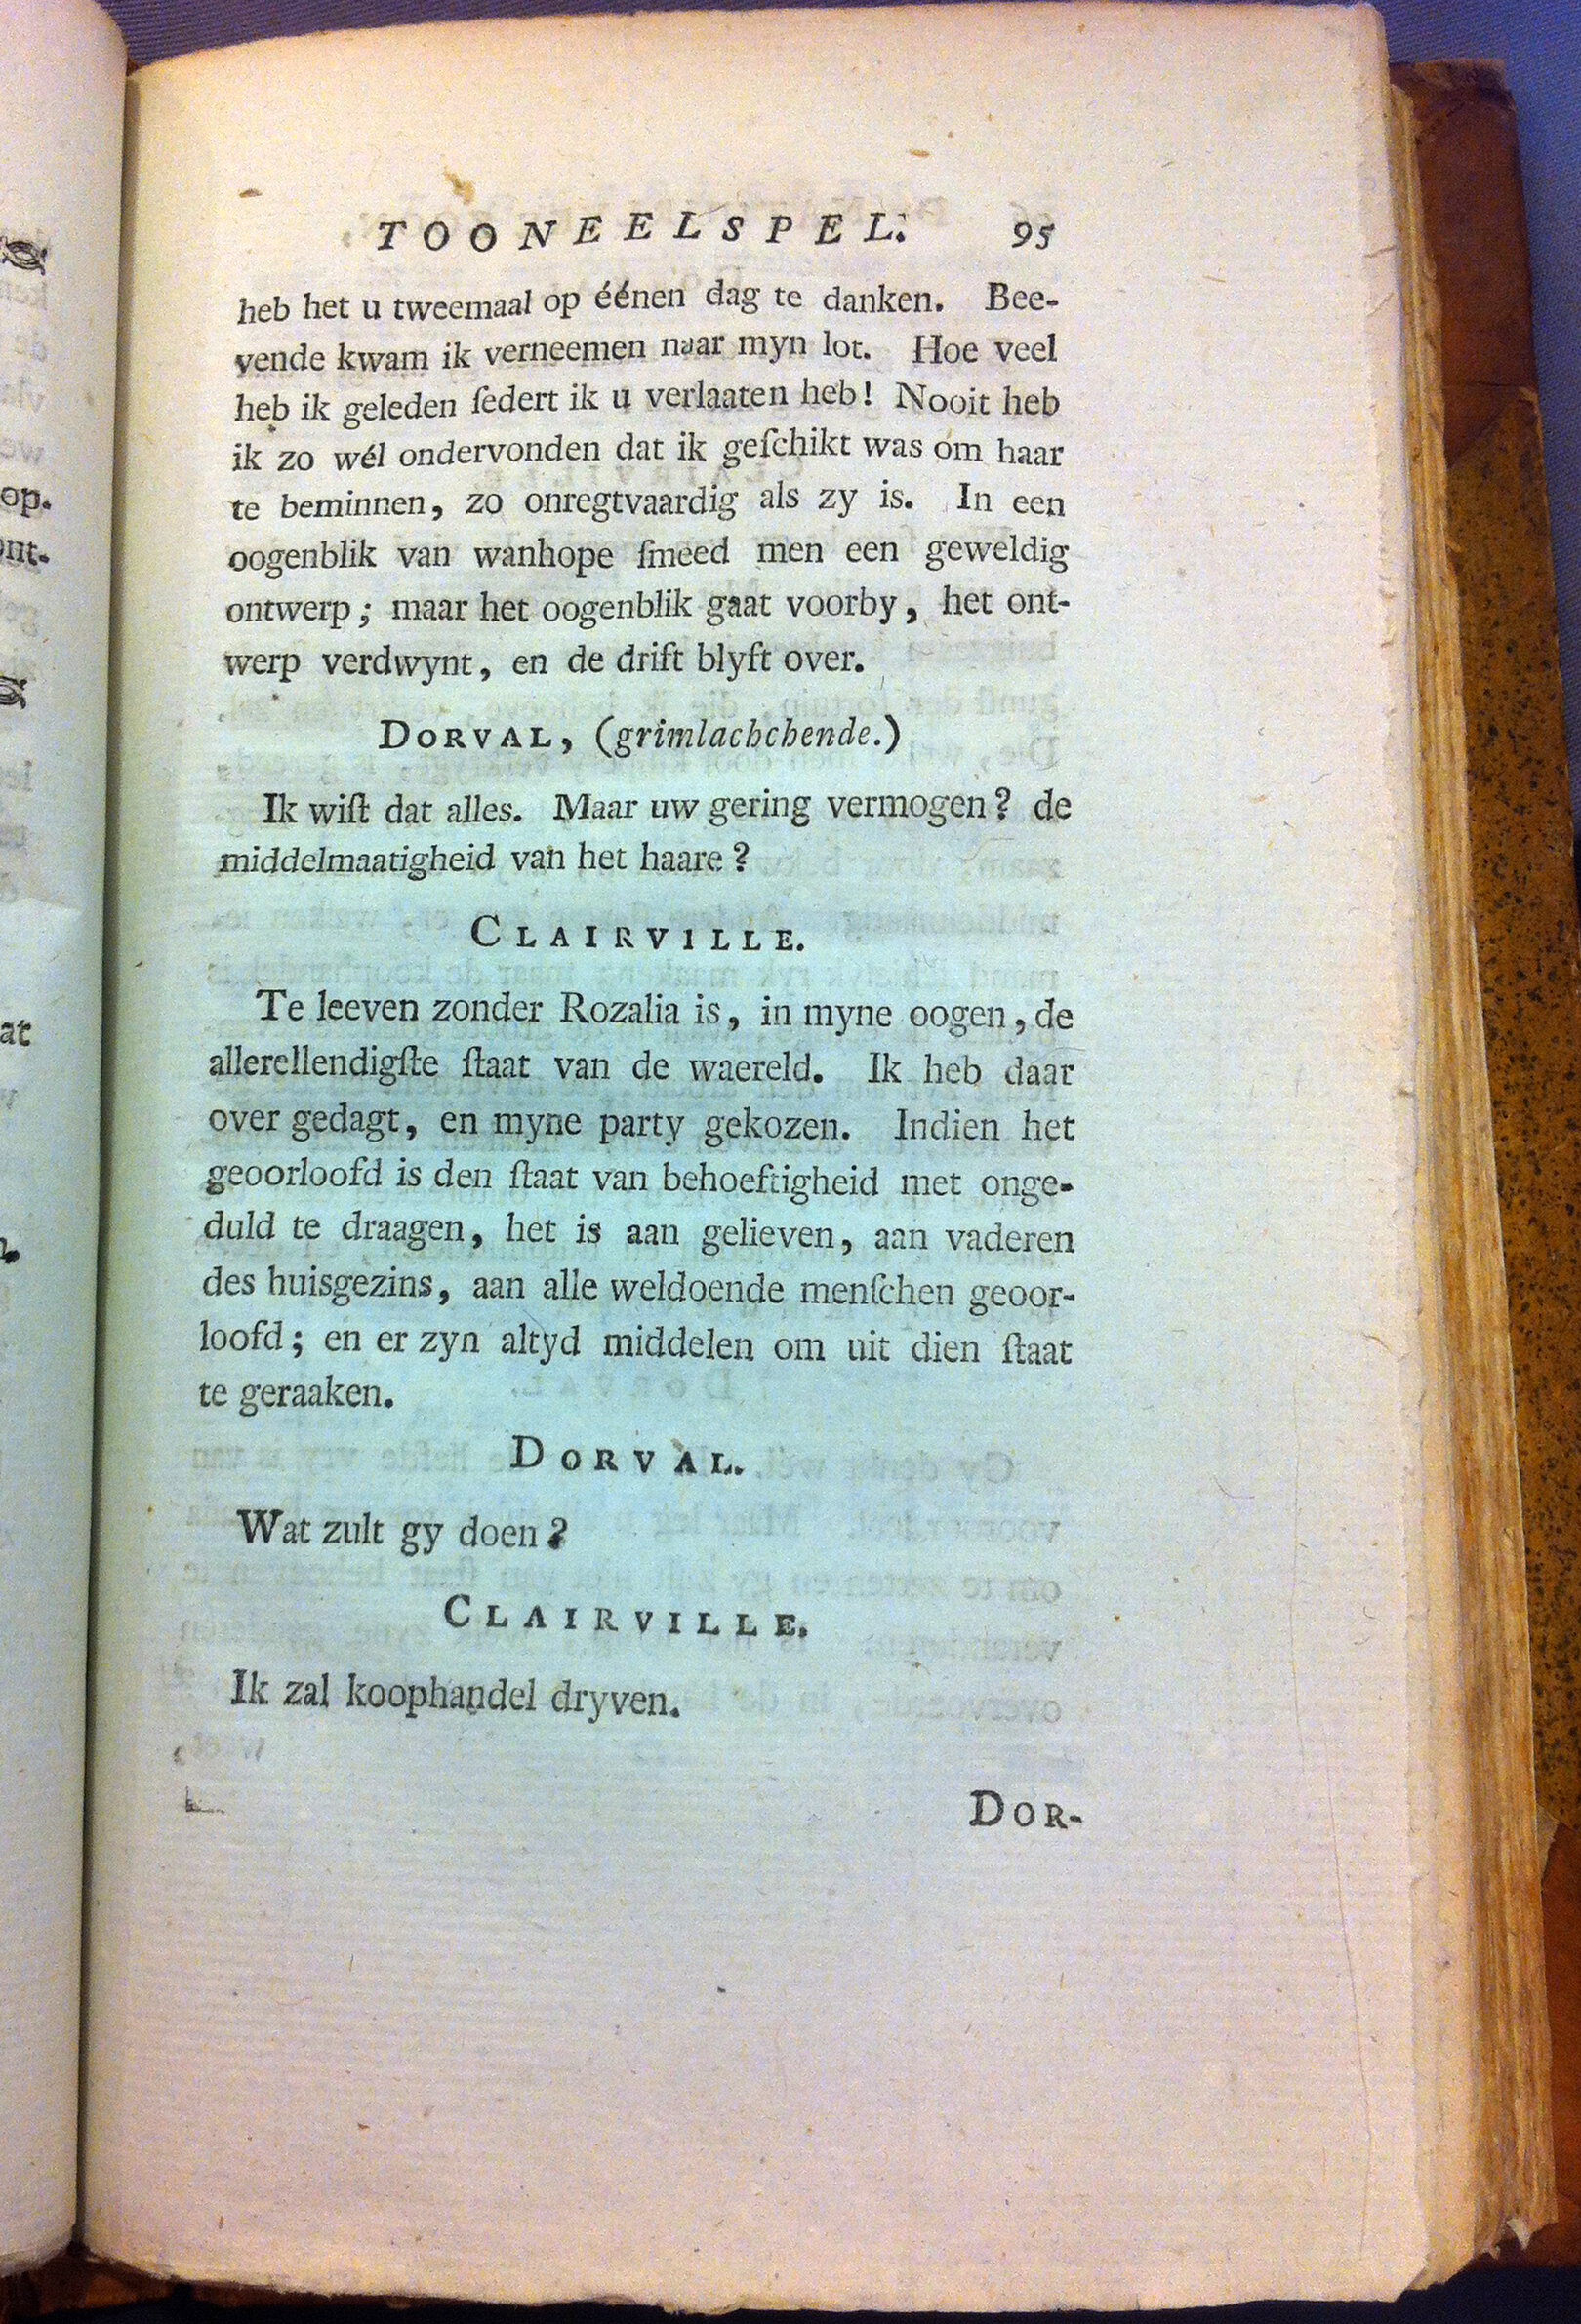 TOONEELSPEL. 95
heb het u tweemaal op éénen dag te danken. Bee-
vende kwam ik verneemen naar myn lot. Hoe veel
heb ik geleden ſedert ik u verlaaten heb! Nooit heb
ik zo wél ondervonden dat ik geſchikt was om haar
te beminnen, zo onregtvaardig als zy is. In een
oogenblik van wanhope ſmeed men een geweldig
ontwerp; maar het oogenblik gaat voorby, het ont-
werp verdwynt, en de drift blyft over.
DORVAL, (grimlachchende.)
Ik wiſt dat alles. Maar uw gering vermogen? de
middelmaatigheid van het haare?
CLAIRVILLE.
Te leeven zonder Rozalia is, in myne oogen, de
allerellendigſte ſtaat van de waereld. Ik heb daar
over gedagt, en myne party gekozen. Indien het
geoorloofd is den ſtaat van behoeftigheid met onge-
duld te draagen, het is aan gelieven, aan vaderen
des huisgezins, aan alle weldoende menſchen geoor-
loofd; en er zyn altyd middelen om uit dien ſtaat
te geraaken.
DORVAL.
Wat zult gy doen?
CLAIRVILLE.
Ik zal koophandel dryven.
DOR-